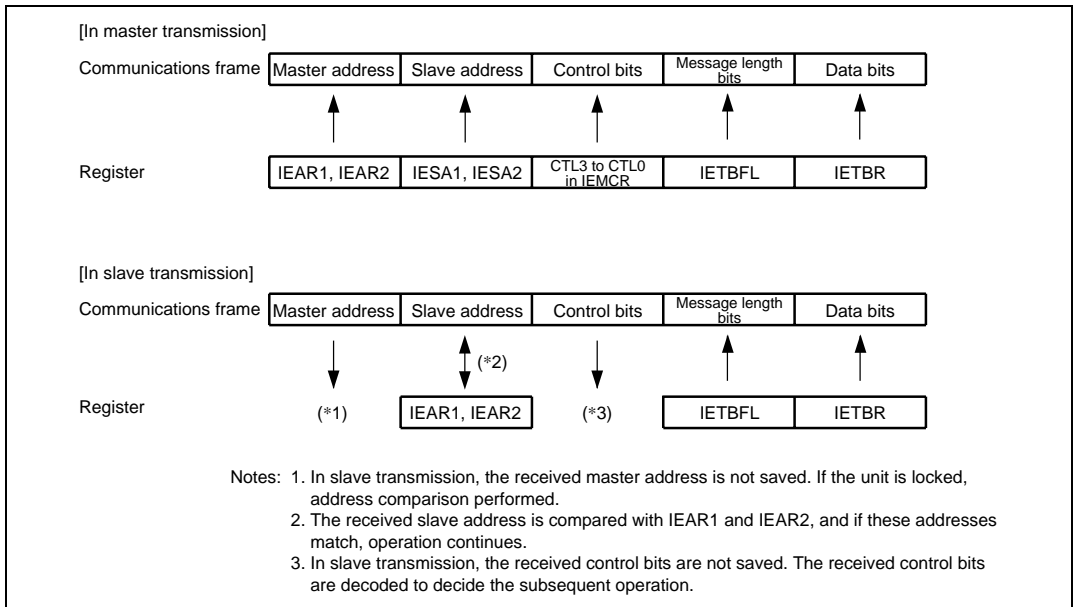 [In master transmission]
Communications frame Master address Slave address Control bits Message length bits Data bits
Register IEAR1, IEAR2 IESA1, IESA2 CTL3 to CTL0 in IEMCR IETBFL IETBR
[In slave transmission]
Communications frame Master address Slave address Control bits Message length bits Data bits
(*2)
Register (*1) IEAR1, IEAR2 (*3) IETBFL IETBR
Notes: 1. In slave transmission, the received master address is not saved. If the unit is locked,
address comparison performed.
2. The received slave address is compared with IEAR1 and IEAR2, and if these addresses
match, operation continues.
3. In slave transmission, the received control bits are not saved. The received control bits
are decoded to decide the subsequent operation.